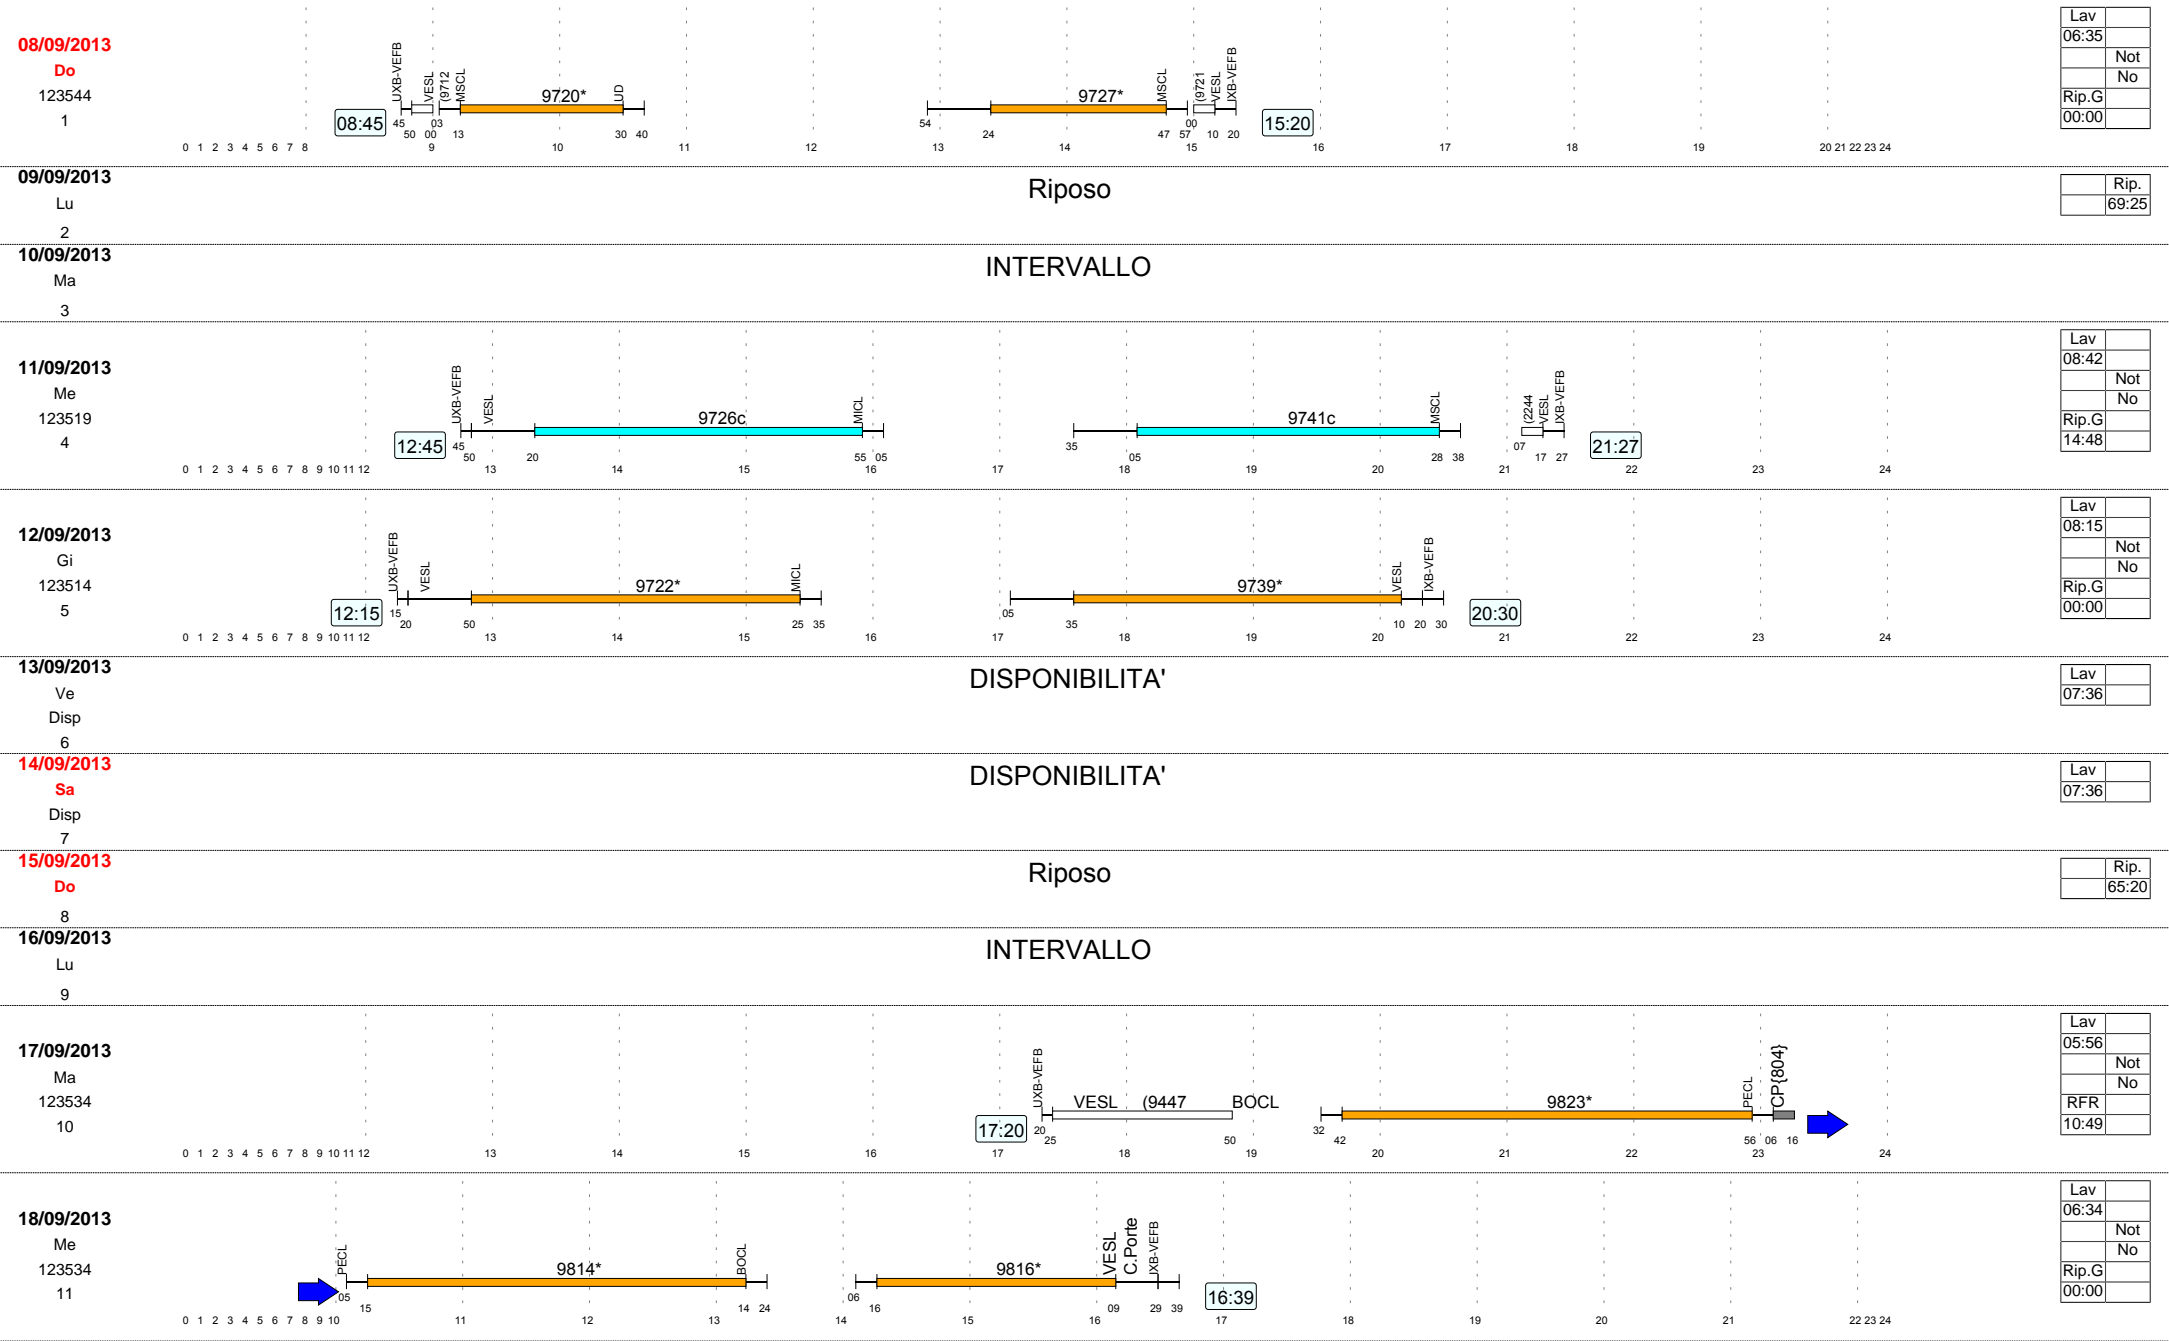 08/09/2013
Do
123544
1
08:45
UXB-VEFB
VESL
(9712
MSCL
9720*
UD
9727*
MSCL
(9721
VESL
IXB-VEFB
15:20
45 50 00 03 13 30 40 54 24 47 57 00 10 20
0 1 2 3 4 5 6 7 8 9 10 11 12 13 14 15 16 17 18 19 20 21 22 23 24
Lav
06:35
Not
No
Rip.G
00:00
09/09/2013
Lu
2
Riposo
Rip.
69:25
10/09/2013
Ma
3
INTERVALLO
11/09/2013
Me
123519
4
12:45
UXB-VEFB
VESL
9726c
MICL
9741c
MSCL
(2244
VESL
IXB-VEFB
21:27
45 50 20 55 05 35 05 28 38 07 17 27
0 1 2 3 4 5 6 7 8 9 10 11 12 13 14 15 16 17 18 19 20 21 22 23 24
Lav
08:42
Not
No
Rip.G
14:48
12/09/2013
Gi
123514
5
12:15
UXB-VEFB
VESL
9722*
MICL
9739*
VESL
IXB-VEFB
20:30
15 20 50 25 35 05 35 10 20 30
0 1 2 3 4 5 6 7 8 9 10 11 12 13 14 15 16 17 18 19 20 21 22 23 24
Lav
08:15
Not
No
Rip.G
00:00
13/09/2013
Ve
Disp
6
DISPONIBILITA'
Lav
07:36
14/09/2013
Sa
Disp
7
DISPONIBILITA'
Lav
07:36
15/09/2013
Do
8
Riposo
Rip.
65:20
16/09/2013
Lu
9
INTERVALLO
17/09/2013
Ma
123534
10
17:20
UXB-VEFB
VESL (9447 BOCL
9823*
PECL
CP{804}
20 25 50 32 42 56 06 16
0 1 2 3 4 5 6 7 8 9 10 11 12 13 14 15 16 17 18 19 20 21 22 23 24
Lav
05:56
Not
No
RFR
10:49
18/09/2013
Me
123534
11
PECL
9814*
BOCL
9816*
VESL
C.Porte
IXB-VEFB
16:39
05 15 14 24 06 16 09 29 39
0 1 2 3 4 5 6 7 8 9 10 11 12 13 14 15 16 17 18 19 20 21 22 23 24
Lav
06:34
Not
No
Rip.G
00:00